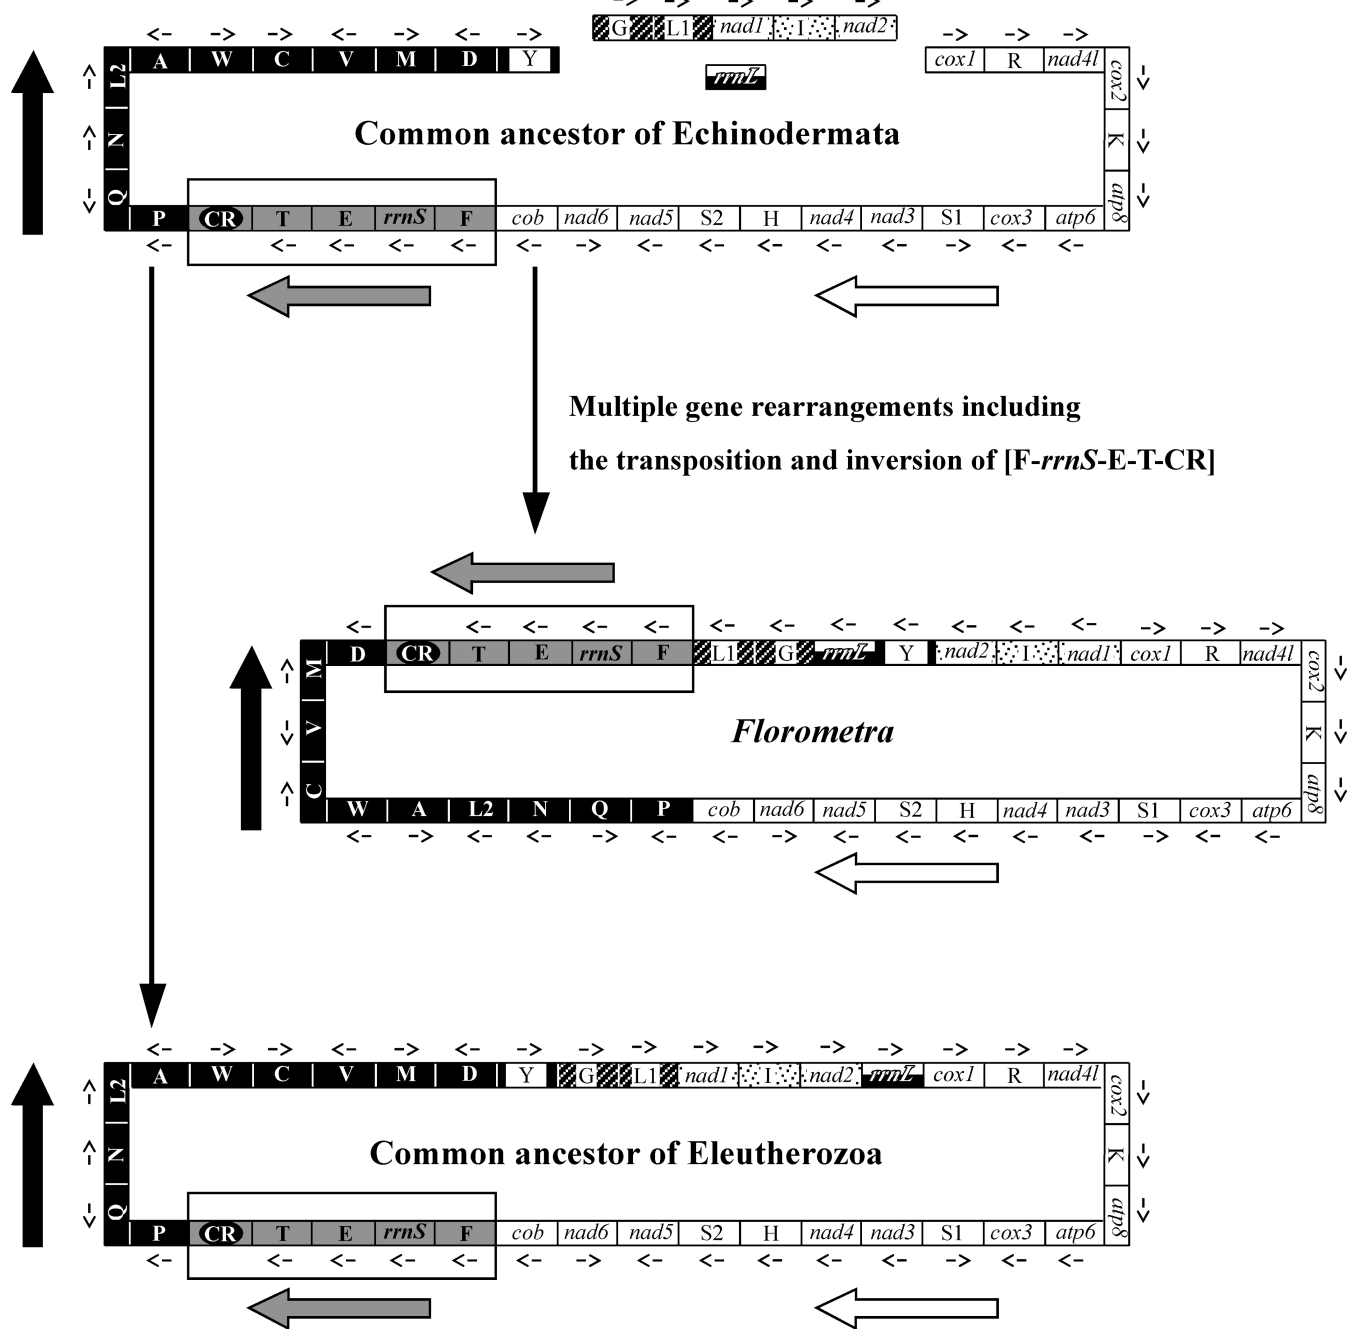 G L1 nad1 I nad2
A W C V M D Y cox1 R nad4l
rrnL
L2 N Q
cox2 K atp8
Common ancestor of Echinodermata
P CR T E rrnS F cob nad6 nad5 S2 H nad4 nad3 S1 cox3 atp6
Multiple gene rearrangements including
the transposition and inversion of [F-rrnS-E-T-CR]
D CR T E rrnS F L1 G rrnL Y nad2 I nad1 cox1 R nad4l
M V C
cox2 K atp8
Florometra
W A L2 N Q P cob nad6 nad5 S2 H nad4 nad3 S1 cox3 atp6
A W C V M D Y G L1 nad1 I nad2 rrnL cox1 R nad4l
L2 N Q
cox2 K atp8
Common ancestor of Eleutherozoa
P CR T E rrnS F cob nad6 nad5 S2 H nad4 nad3 S1 cox3 atp6